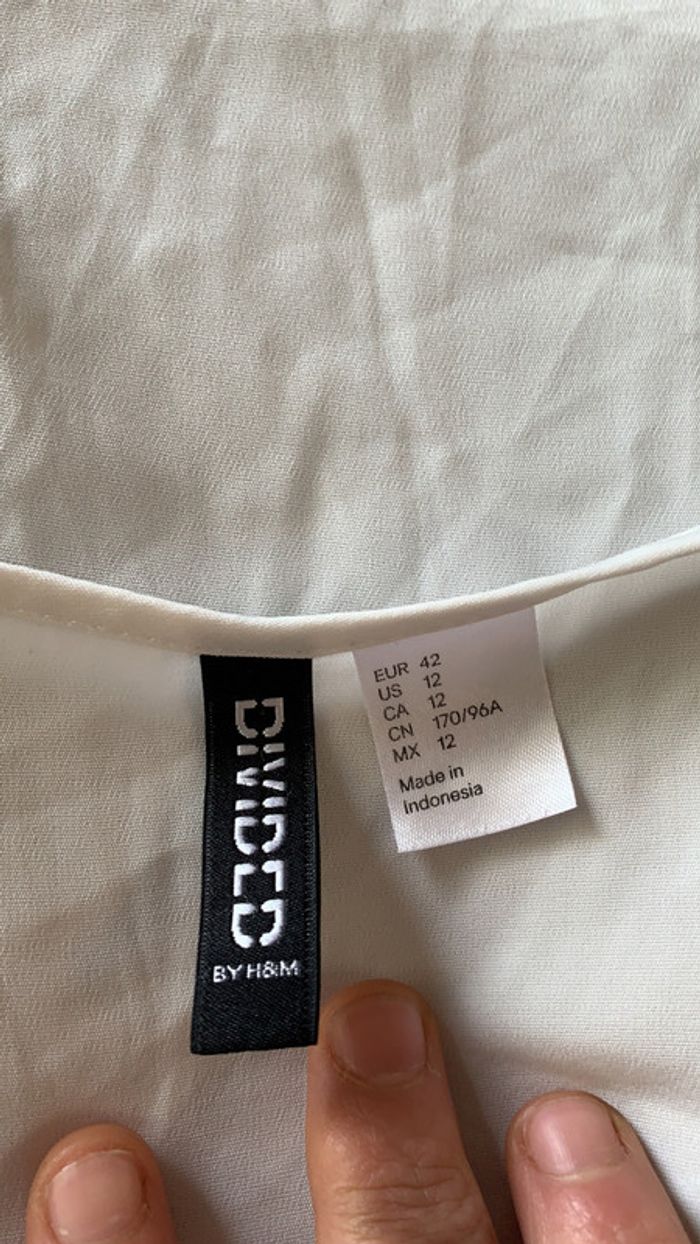 DIVIDED
BY H&M
EUR 42
US 12
CA 12
CN 170/96A
MX 12
Made in
Indonesia